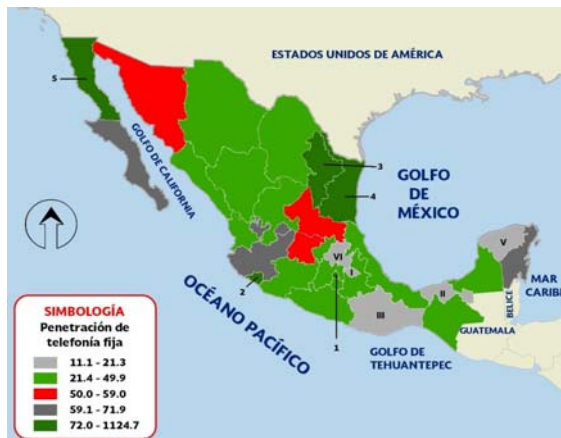 ESTADOS UNIDOS DE AMÉRICA
5
GOLFO DE CALIFORNIA
3
4
GOLFO
DE
MÉXICO
V
VI
I
MAR
CARIBE
OCÉANO PACÍFICO
2
II
BELICE
III
GUATEMALA
1
GOLFO DE
TEHUANTEPEC
SIMBOLOGÍA
Penetración de
telefonía fija
11.1 - 21.3
21.4 - 49.9
50.0 - 59.0
59.1 - 71.9
72.0 - 1124.7